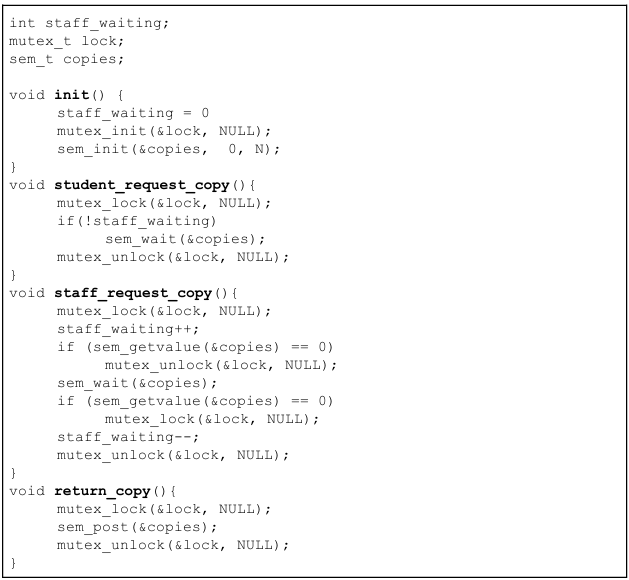 int staff_waiting;
mutex_t lock;
sem_t copies;
void init() {
staff_waiting = 0
mutex_init(&lock, NULL);
sem_init(&copies, 0, N);
}
void student_request_copy(){
mutex_lock(&lock, NULL);
if(!staff_waiting)
sem_wait(&copies);
mutex_unlock(&lock, NULL);
}
void staff_request_copy(){
mutex_lock(&lock, NULL);
staff_waiting++;
if (sem_getvalue(&copies) == 0)
mutex_unlock(&lock, NULL);
sem_wait(&copies);
if (sem_getvalue(&copies) == 0)
mutex_lock(&lock, NULL);
staff_waiting--;
mutex_unlock(&lock, NULL);
}
void return_copy(){
mutex_lock(&lock, NULL);
sem_post(&copies);
mutex_unlock(&lock, NULL);
}